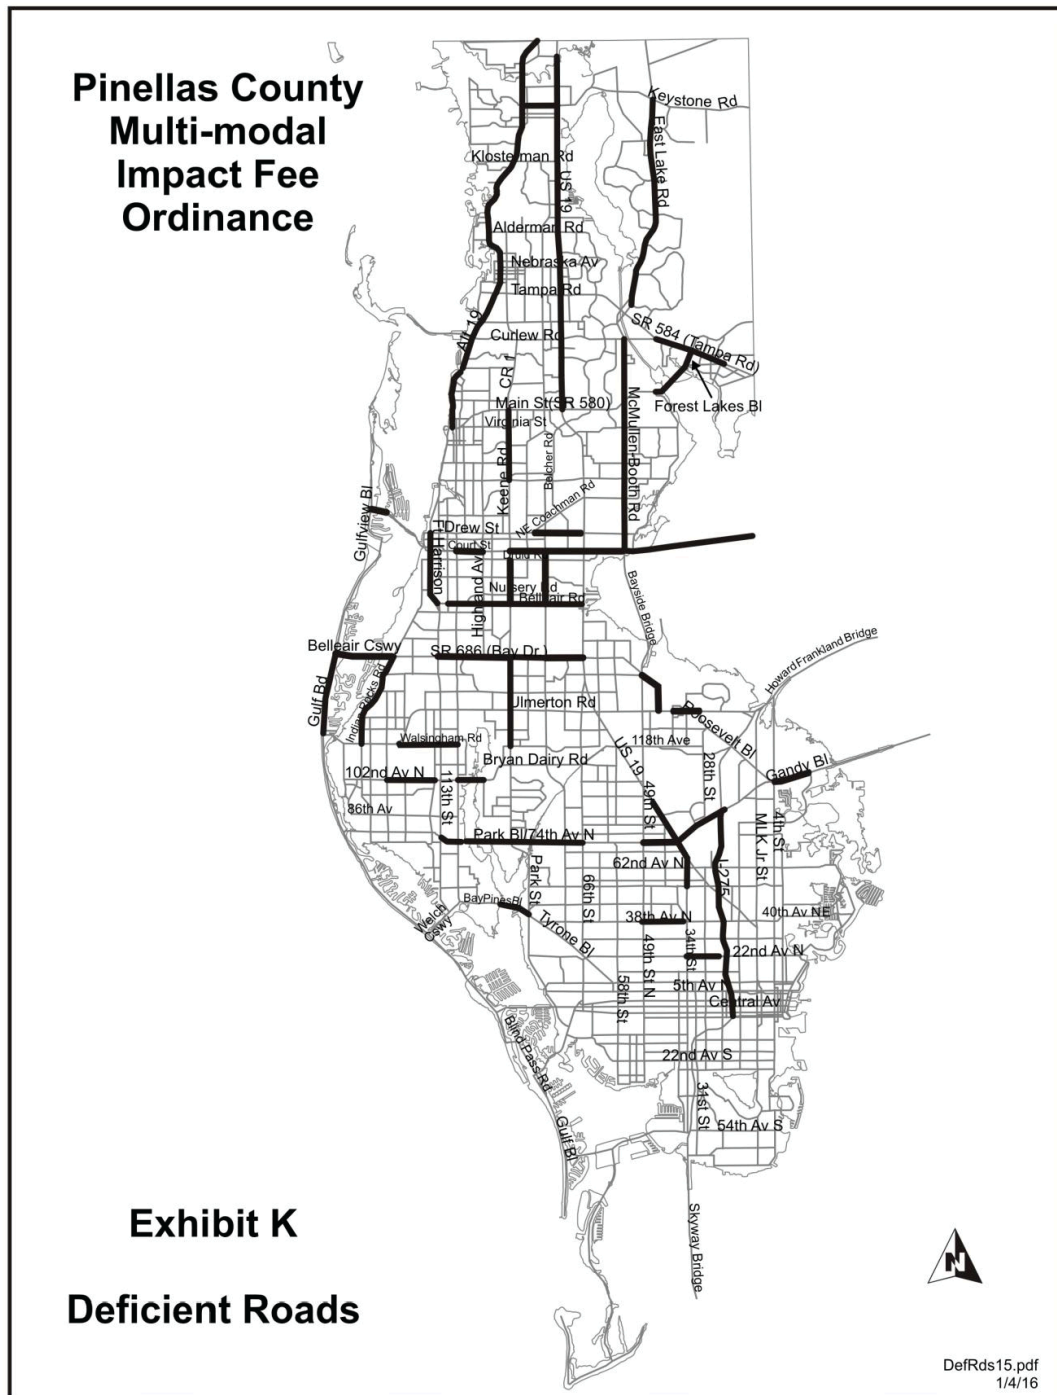 Pinellas County
Multi-modal
Impact Fee
Ordinance
Keystone Rd
East Lake Rd
Klosterman Rd
US 19
Alderman Rd
Nebraska Av
Tampa Rd
Alt 19
SR 584 (Tampa Rd)
Curlew Rd
CR 1
Main St(SR 580)
Forest Lakes Bl
McMullen-Booth Rd
Virginia St
Belcher Rd
Keene Rd
NE Coachman Rd
Gulfview Bl
Drew St
Ft Harrison
Court St
Druid Rd
Highland Av
Nursery Rd
Belleair Rd
Bayside Bridge
Howard Frankland Bridge
Belleair Cswy
SR 686 (Bay Dr.)
Gulf Bd
Indian Rocks Rd
Ulmerton Rd
Roosevelt Bl
Walsingham Rd
118th Ave
US 19
28th St
Bryan Dairy Rd
Gandy Bl
102nd Av N
113th St
49th St
86th Av
4th St
MLK Jr St
Park Bl/74th Av N
62nd Av N
I-275
Park St
66th St
BayPinesBl
Welch
Cswy
Tyrone Bl
38th Av N
40th Av NE
34th St
49th St N
22nd Av N
58th St
5th Av N
Central Av
Blind Pass Rd
22nd Av S
31st St
54th Av S
Gulf Bl
Skyway Bridge
Exhibit K
Deficient Roads
N
DefRds15.pdf
1/4/16